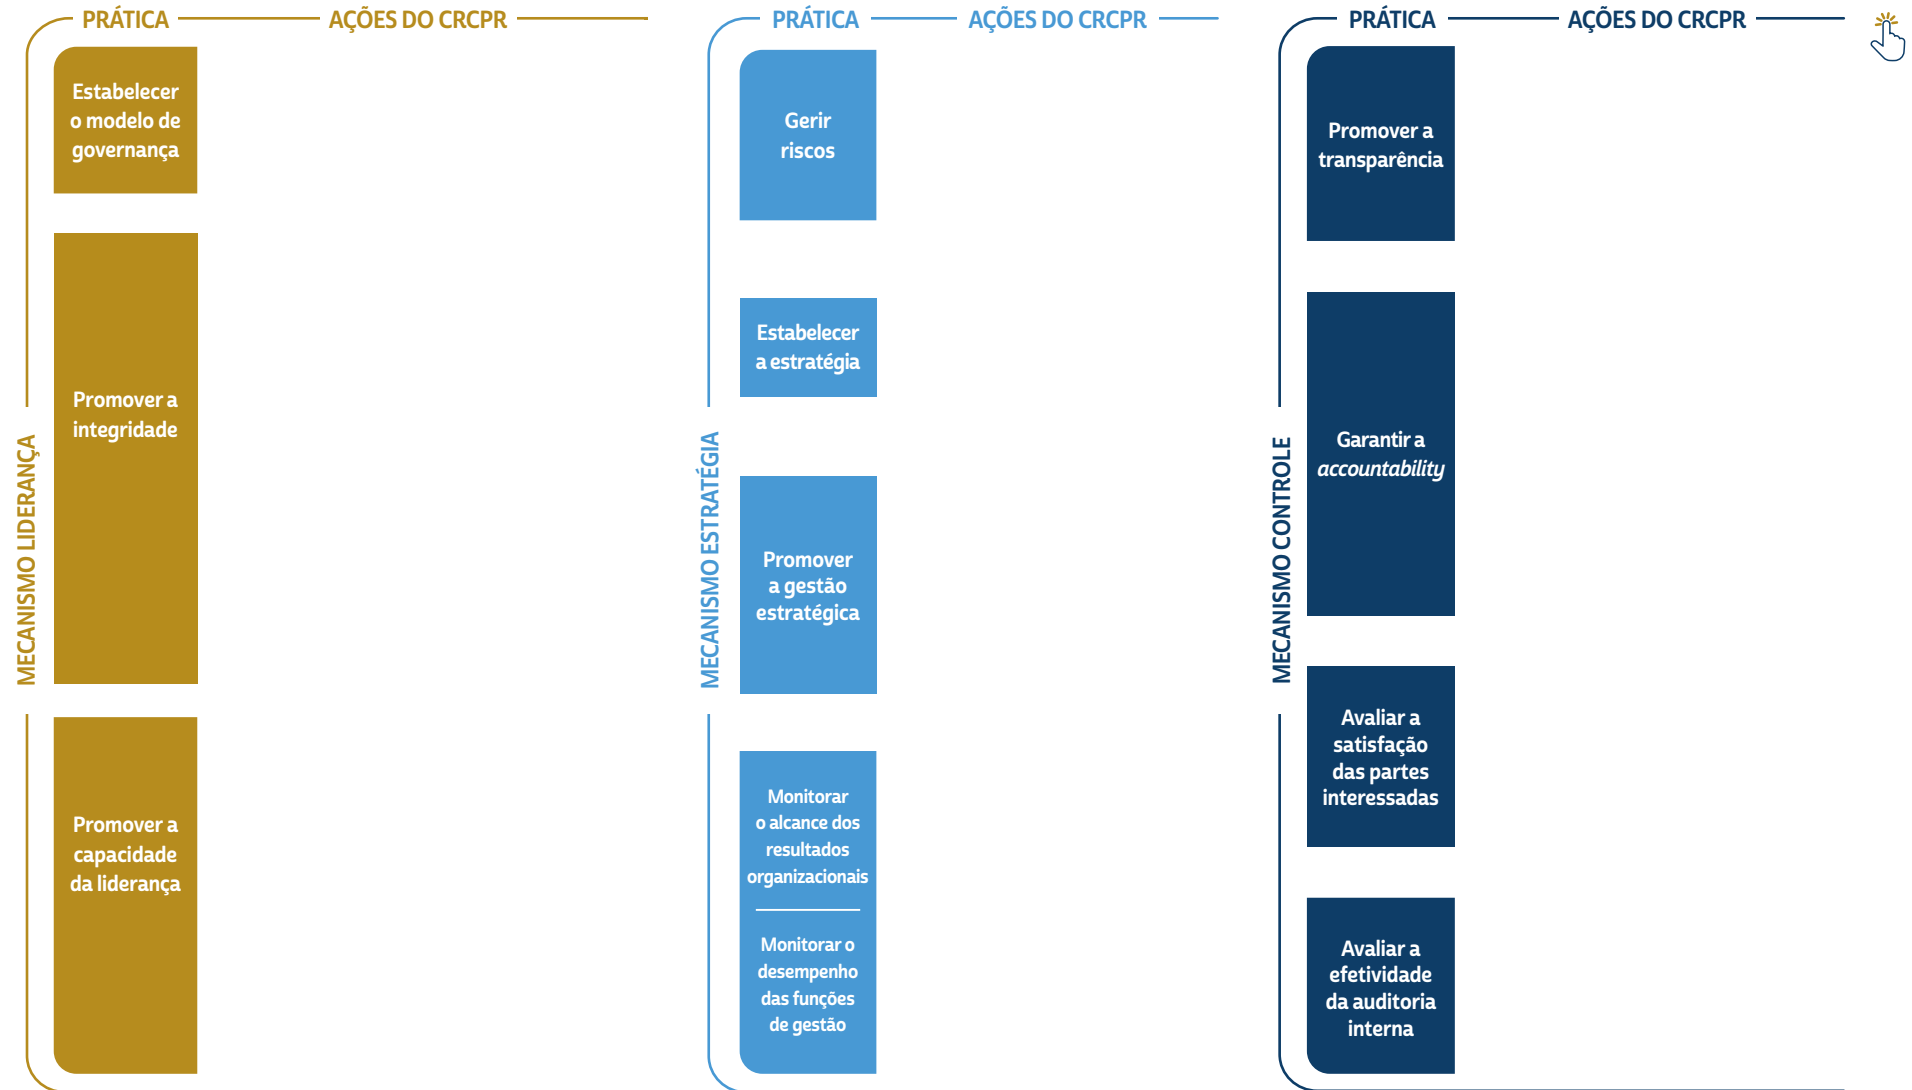 PRÁTICA
AÇÕES DO CRCPR
MECANISMO LIDERANÇA
Estabelecer
o modelo de
governança
Promover a
integridade
Promover a
capacidade
da liderança
PRÁTICA
AÇÕES DO CRCPR
MECANISMO ESTRATÉGIA
Gerir
riscos
Estabelecer
a estratégia
Promover
a gestão
estratégica
Monitorar
o alcance dos
resultados
organizacionais
Monitorar o
desempenho
das funções
de gestão
PRÁTICA
AÇÕES DO CRCPR
MECANISMO CONTROLE
Promover a
transparência
Garantir a
accountability
Avaliar a
satisfação
das partes
interessadas
Avaliar a
efetividade
da auditoria
interna